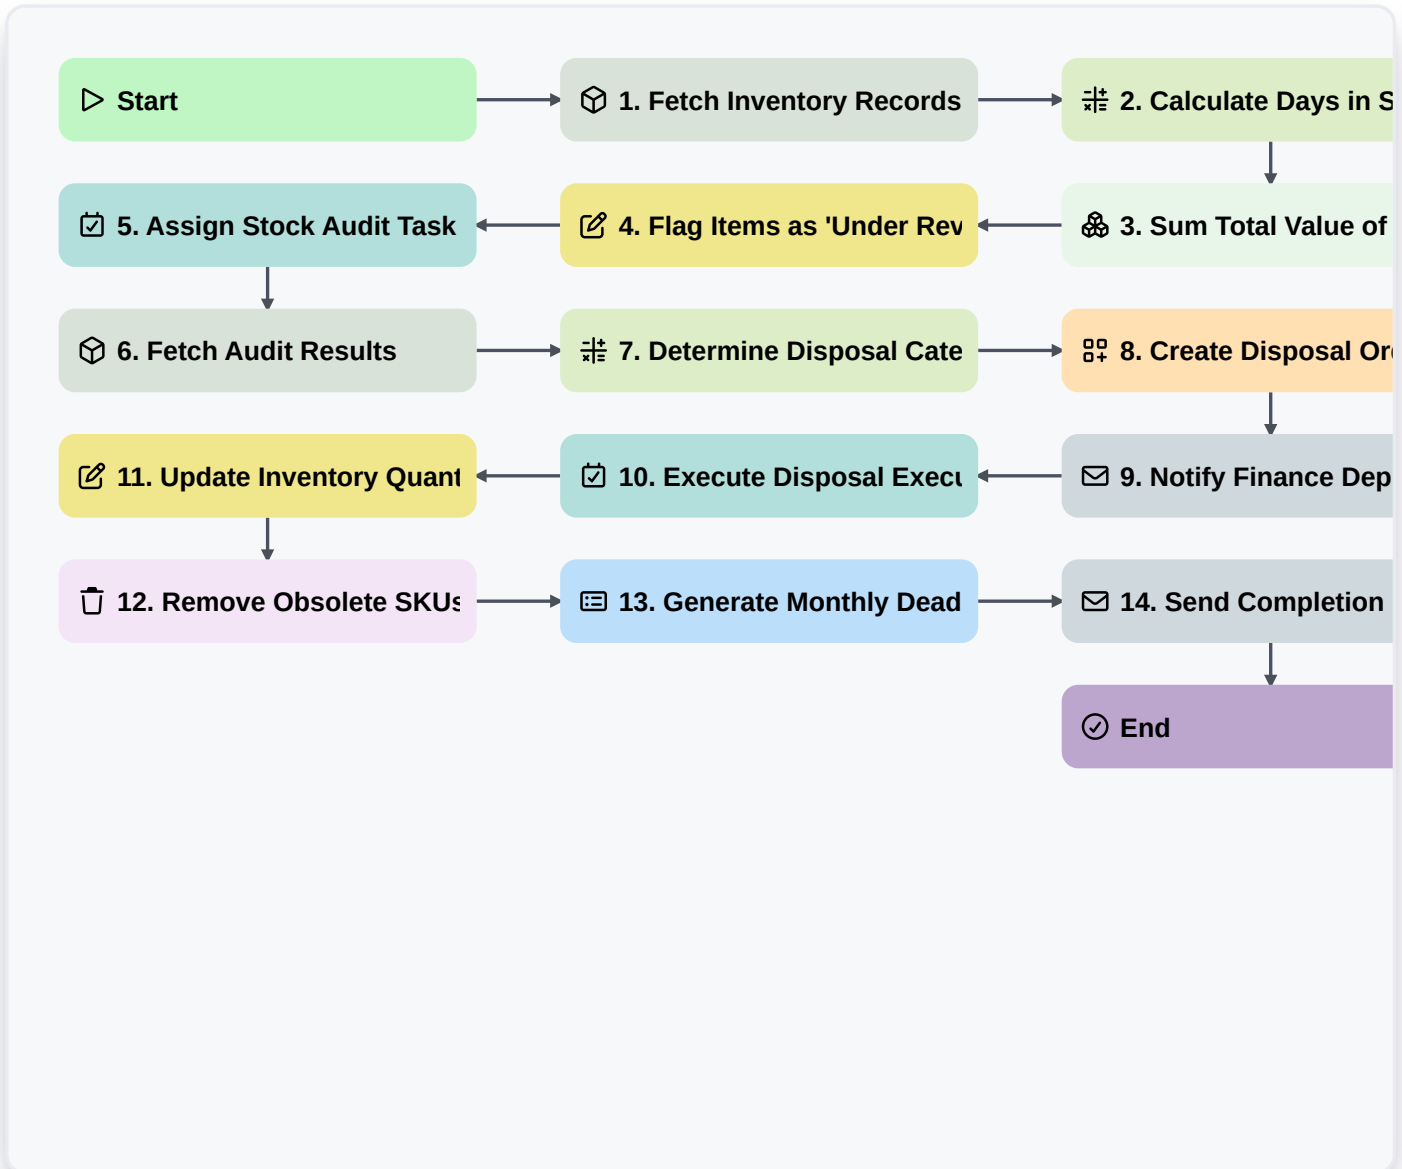 Start
1. Fetch Inventory Records
2. Calculate Days in S
3. Sum Total Value of
4. Flag Items as 'Under Rev
5. Assign Stock Audit Task
6. Fetch Audit Results
7. Determine Disposal Cate
8. Create Disposal Or
9. Notify Finance Dep
10. Execute Disposal Execu
11. Update Inventory Quant
12. Remove Obsolete SKUs
13. Generate Monthly Dead
14. Send Completion
End